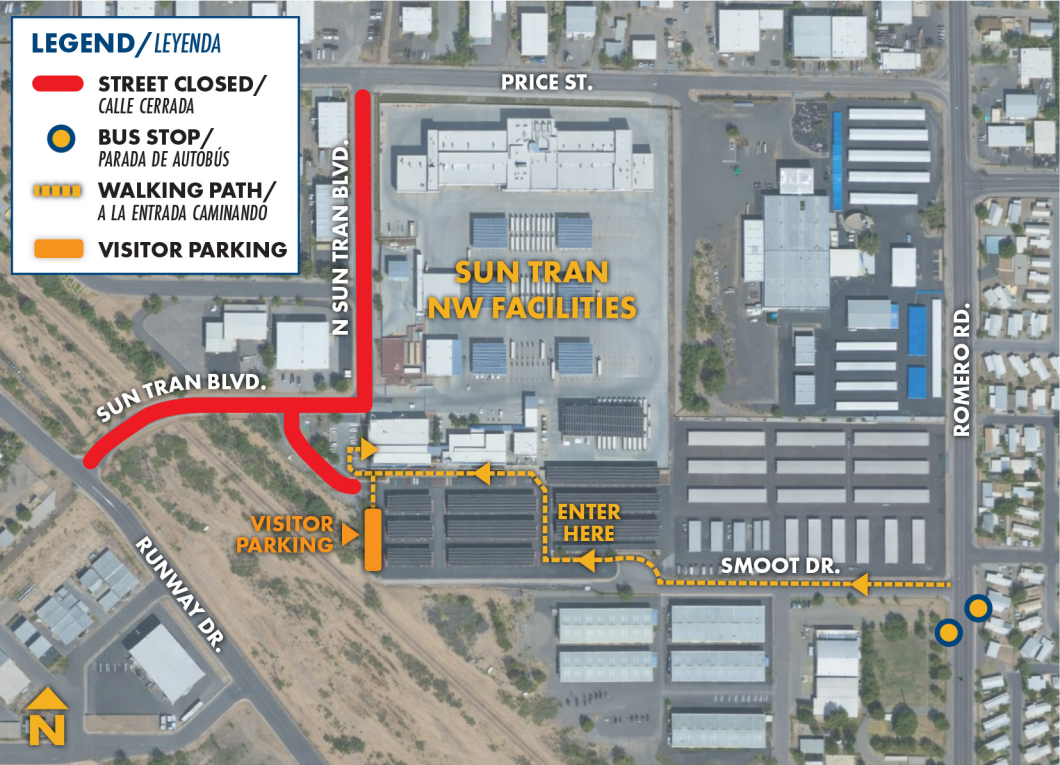 LEGEND/LEYENDA
STREET CLOSED/
CALLE CERRADA
BUS STOP/
PARADA DE AUTOBÚS
WALKING PATH/
A LA ENTRADA CAMINANDO
VISITOR PARKING
PRICE ST.
N SUN TRAN BLVD.
SUN TRAN
NW FACILITIES
ROMERO RD.
SUN TRAN BLVD.
VISITOR
PARKING
ENTER
HERE
SMOOT DR.
RUNWAY DR.
N